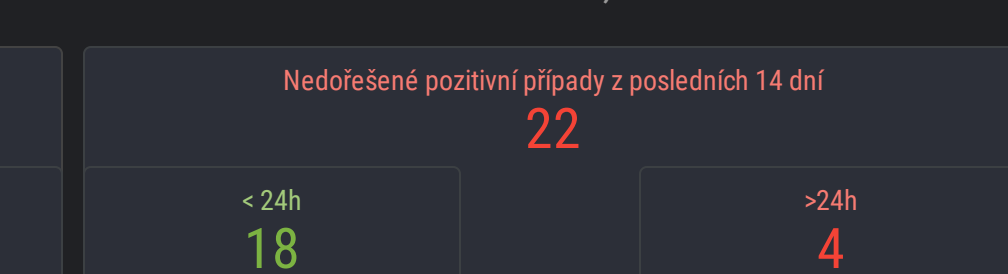 Nedořešené pozitivní případy z posledních 14 dní
22
< 24h
>24h
18
4